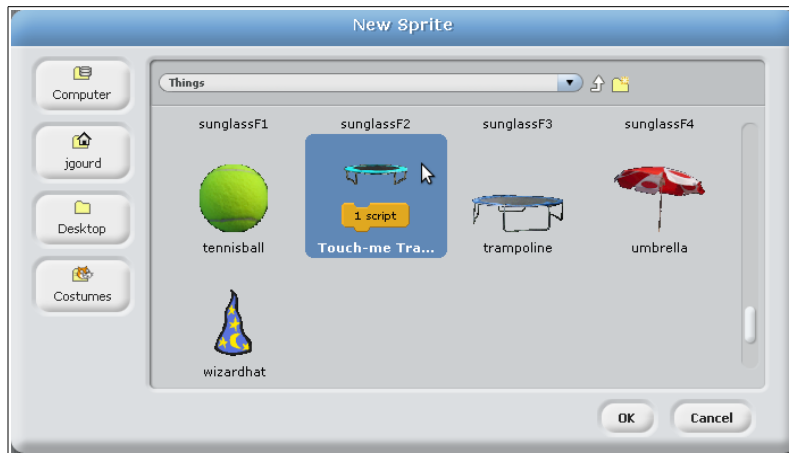 New Sprite
Computer
jgourd
Desktop
Costumes
Things
sunglassF1 sunglassF2 sunglassF3 sunglassF4
1 script
tennisball Touch-me Tra... trampoline umbrella
wizardhat
OK Cancel